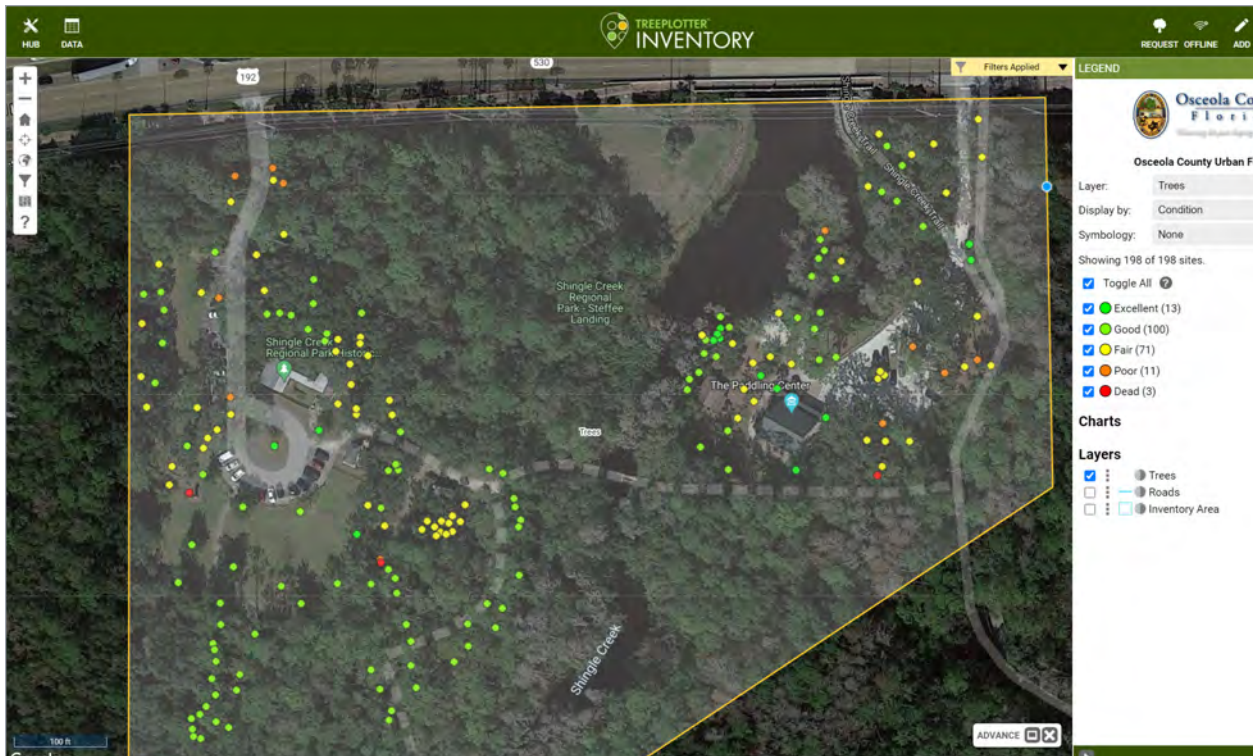 HUB
DATA
TREEPLOTTER
INVENTORY
REQUEST
OFFLINE
ADD
192
530
Filters Applied
Shingle Creek Trail
Shingle Creek Trail
Shingle Creek
Regional
Park - Steffee
Landing
Shingle Creek
Regional Park Historic...
The Paddling Center
Trees
Shingle Creek
100 ft
ADVANCE
LEGEND
Osceola Co
Flori
Osceola County Urban F
Layer: Trees
Display by: Condition
Symbology: None
Showing 198 of 198 sites.
Toggle All ?
Excellent (13)
Good (100)
Fair (71)
Poor (11)
Dead (3)
Charts
Layers
Trees
Roads
Inventory Area